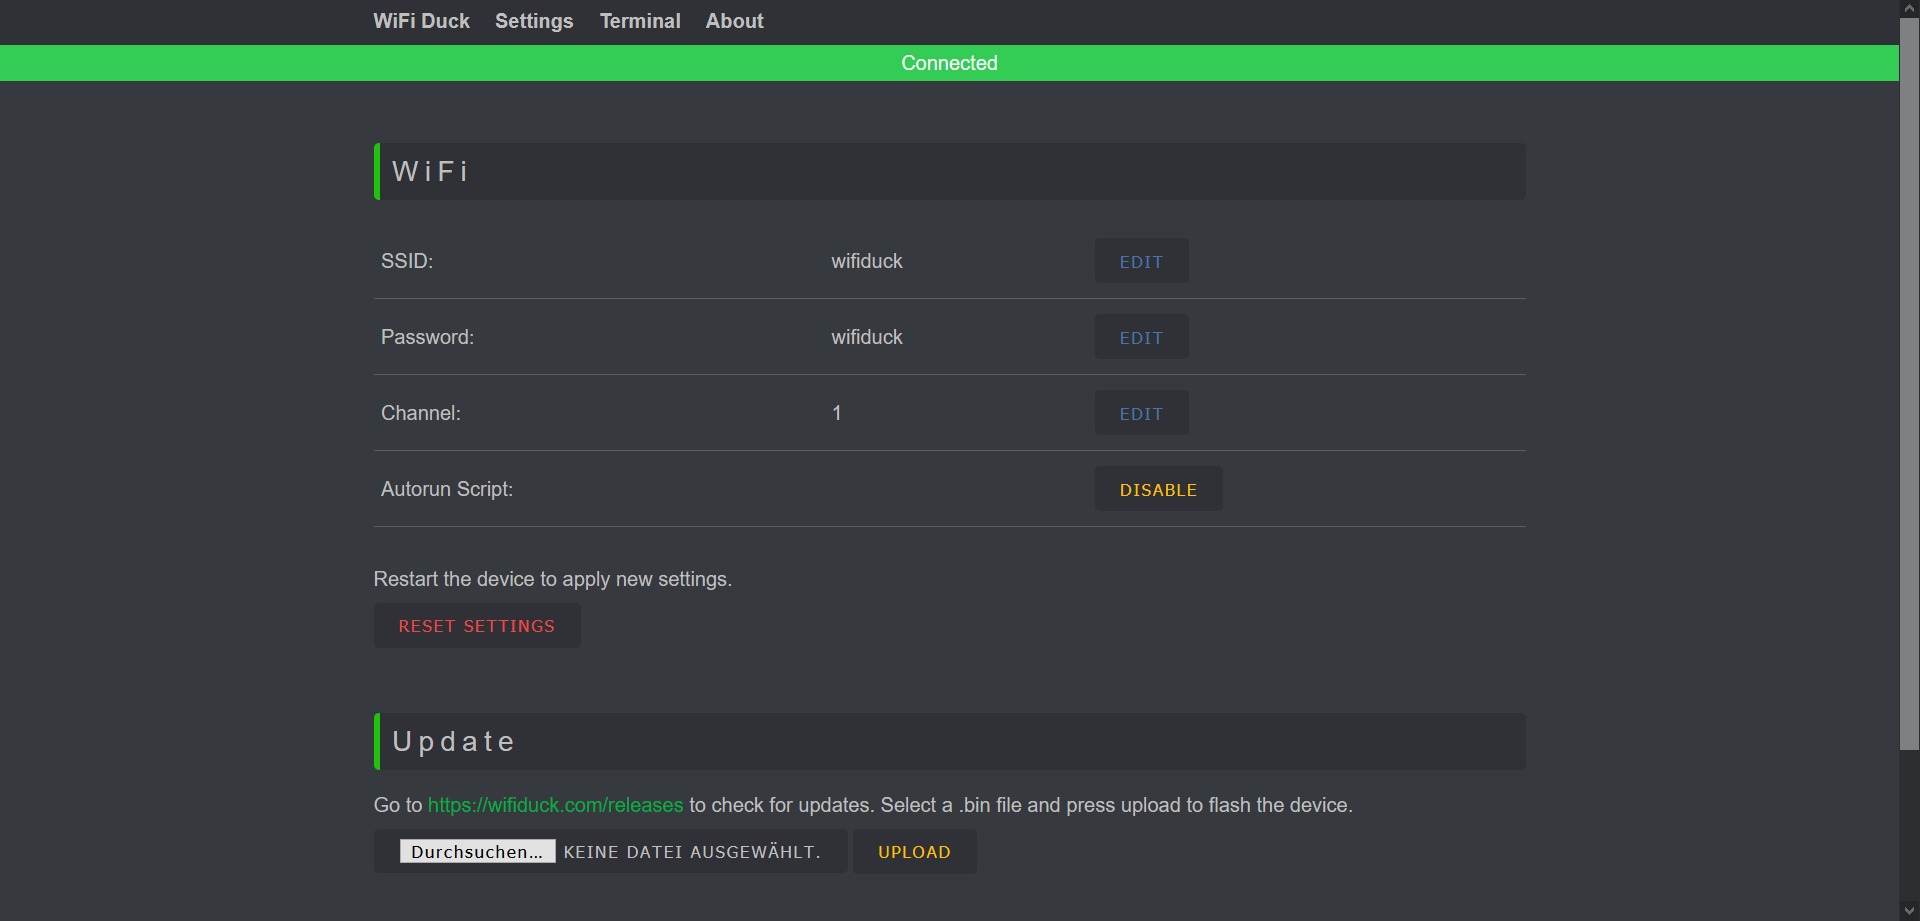 WiFi Duck Settings Terminal About
Connected
WiFi
SSID: wifiduck EDIT
Password: wifiduck EDIT
Channel: 1 EDIT
Autorun Script: DISABLE
Restart the device to apply new settings.
RESET SETTINGS
Update
Go to https://wifiduck.com/releases to check for updates. Select a .bin file and press upload to flash the device.
Durchsuchen... KEINE DATEI AUSGEWÄHLT. UPLOAD